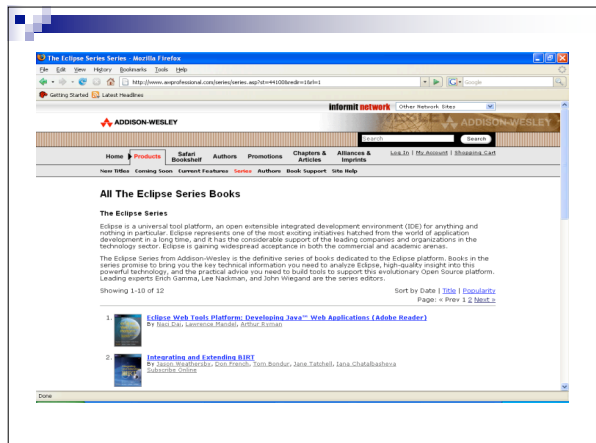 The Eclipse Series Series - Mozilla Firefox
File Edit View History Bookmarks Tools Help
http://www.awprofessional.com/series/series.asp?st=44100&redir=1&rl=1
Google
Getting Started Latest Headlines
informit network Other Network Sites
ADDISON-WESLEY
ADDISON-WESLEY
Search Search
Log In | My Account | Shopping Cart
Home Products Safari Bookshelf Authors Promotions Chapters & Articles Alliances & Imprints
New Titles Coming Soon Current Features Series Authors Book Support Site Help
All The Eclipse Series Books
The Eclipse Series
Eclipse is a universal tool platform, an open extensible integrated development environment (IDE) for anything and
nothing in particular. Eclipse represents one of the most exciting initiatives hatched from the world of application
development in a long time, and it has the considerable support of the leading companies and organizations in the
technology sector. Eclipse is gaining widespread acceptance in both the commercial and academic arenas.
The Eclipse Series from Addison-Wesley is the definitive series of books dedicated to the Eclipse platform. Books in the
series promise to bring you the key technical information you need to analyze Eclipse, high-quality insight into this
powerful technology, and the practical advice you need to build tools to support this evolutionary Open Source platform.
Leading experts Erich Gamma, Lee Nackman, and John Wiegand are the series editors.
Showing 1-10 of 12
Sort by Date | Title | Popularity
Page: « Prev 1 2 Next »
1. Eclipse Web Tools Platform: Developing Java™ Web Applications (Adobe Reader)
By Naci Dai, Lawrence Mandel, Arthur Ryman
2. Integrating and Extending BIRT
By Jason Weathersby, Don French, Tom Bondur, Jane Tatchell, Iana Chatalbasheva
Subscribe Online
Done